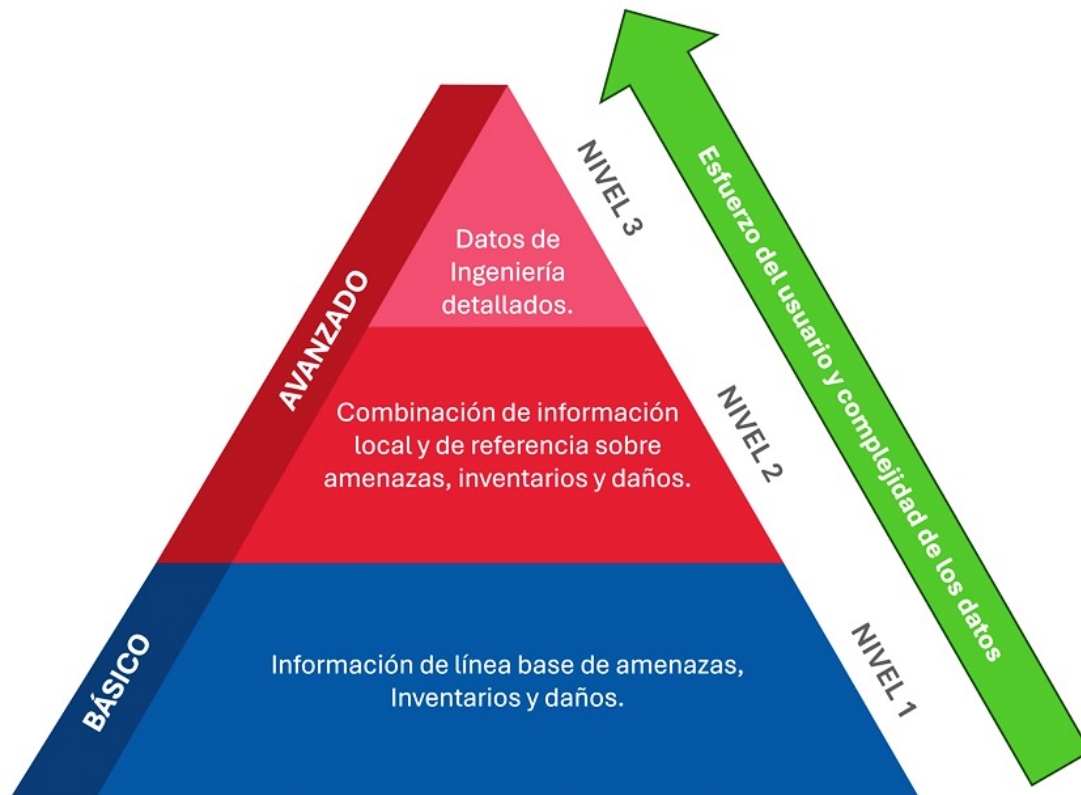 NIVEL 3
Datos de
Ingeniería
detallados.
AVANZADO
Combinación de información
local y de referencia sobre
amenazas, inventarios y daños.
NIVEL 2
Esfuerzo del usuario y complejidad de los datos
BÁSICO
Información de línea base de amenazas,
Inventarios y daños.
NIVEL 1